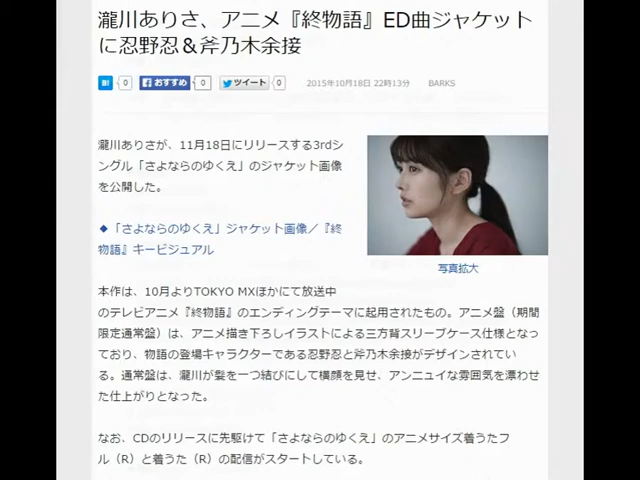 瀧川ありさ、アニメ『終物語』ED曲ジャケット
に忍野忍＆斧乃木余接
B! 0 おすすめ 0 ツイート 0 2015年10月18日 22時13分 BARKS
瀧川ありさが、11月18日にリリースする3rdシ
ングル「さよならのゆくえ」のジャケット画像
を公開した。
◆「さよならのゆくえ」ジャケット画像／『終
物語』キービジュアル
写真拡大
本作は、10月よりTOKYO MXほかにて放送中
のテレビアニメ『終物語』のエンディングテーマに起用されたもの。アニメ盤（期間
限定通常盤）は、アニメ描き下ろしイラストによる三方背スリーブケース仕様となっ
ており、物語の登場キャラクターである忍野忍と斧乃木余接がデザインされてい
る。通常盤は、瀧川が髪を一つ結びにして横顔を見せ、アンニュイな雰囲気を漂わせ
た仕上がりとなった。
なお、CDのリリースに先駆けて「さよならのゆくえ」のアニメサイズ着うたフ
ル（R）と着うた（R）の配信がスタートしている。